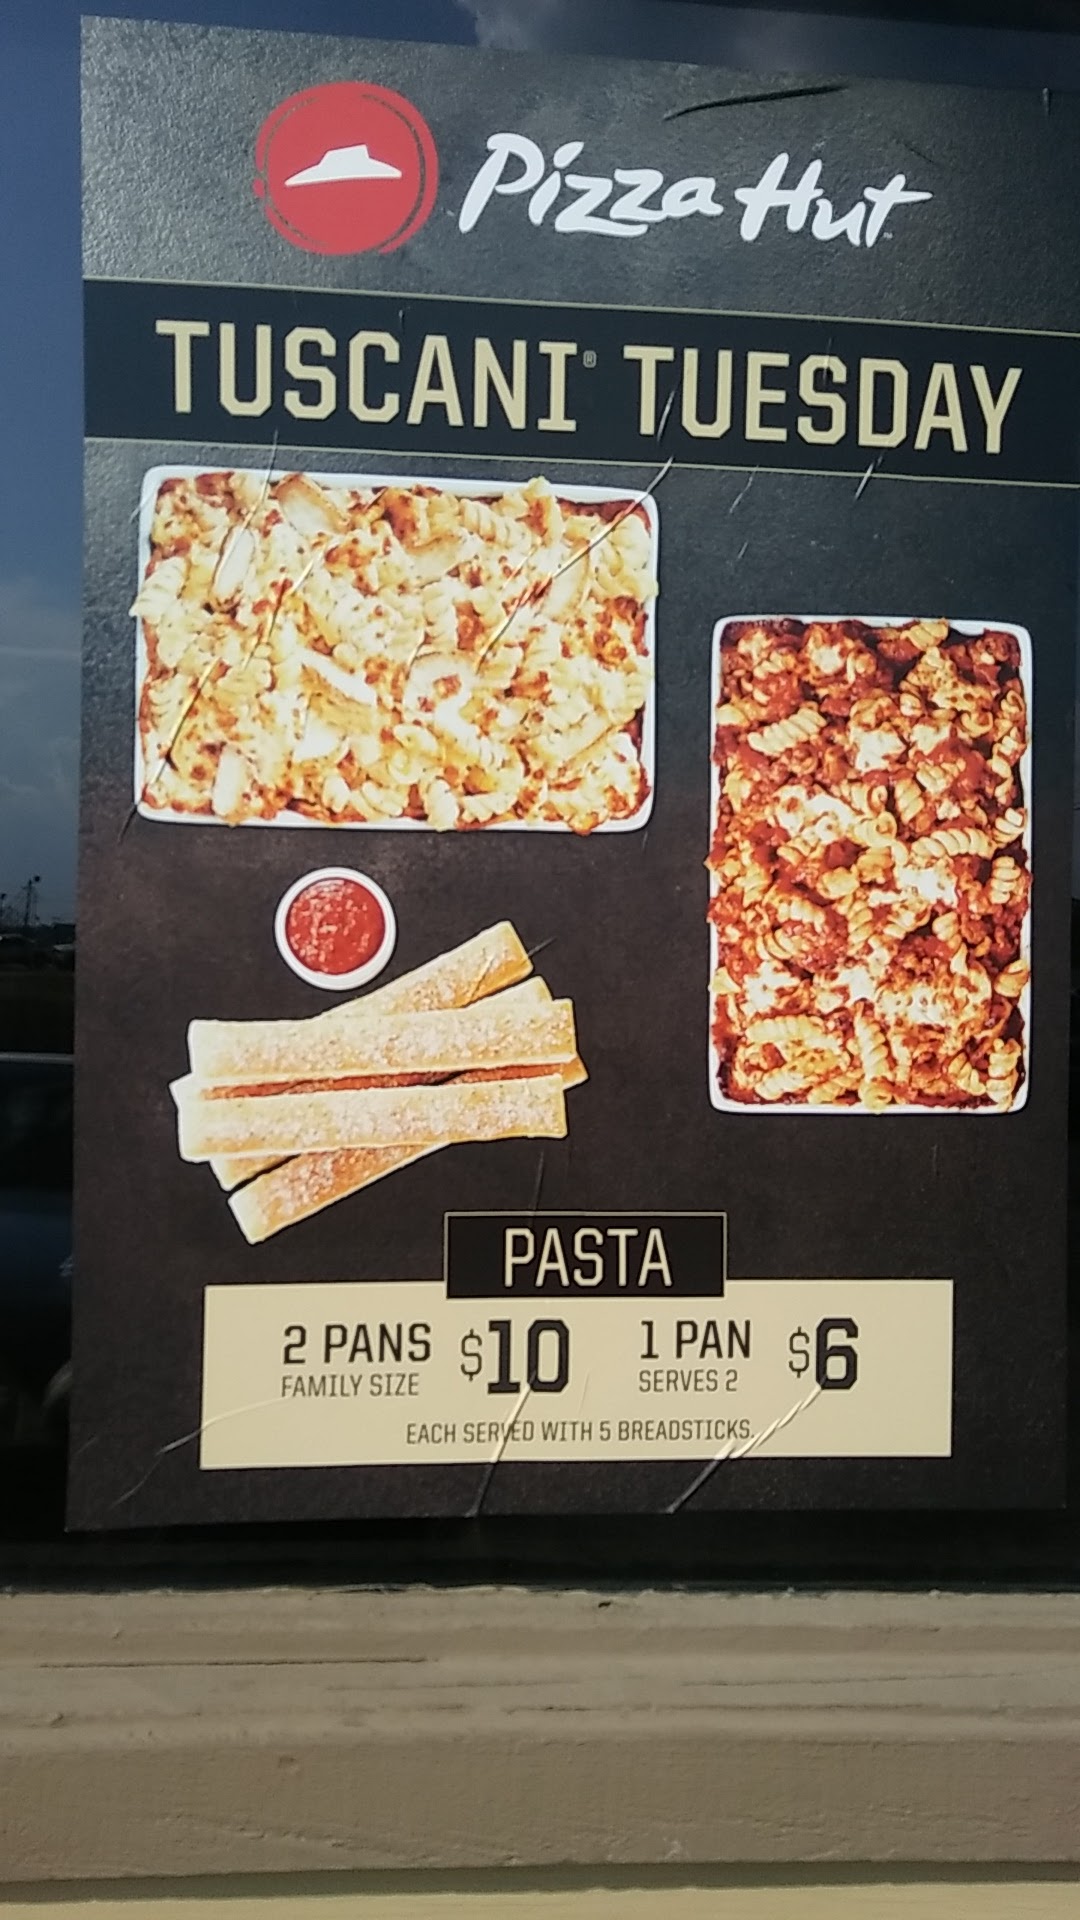 Pizza Hut
TUSCANI® TUESDAY
PASTA
2 PANS $10 1 PAN $6
FAMILY SIZE SERVES 2
EACH SERVED WITH 5 BREADSTICKS.